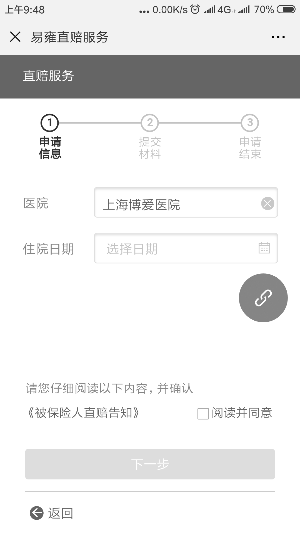 上午9:48 ... 0.00K/s 4G 70%
易雍直赔服务
直赔服务
1 2 3
申请信息 提交材料 申请结束
医院 上海博爱医院
住院日期 选择日期
请您仔细阅读以下内容，并确认
《被保险人直赔告知》 阅读并同意
下一步
返回